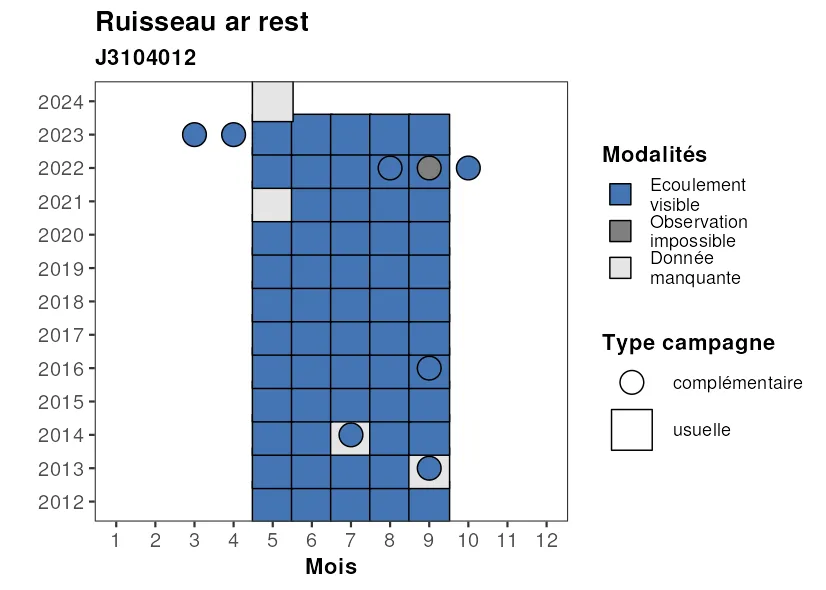 Ruisseau ar rest
J3104012
2024
2023
2022
2021
2020
2019
2018
2017
2016
2015
2014
2013
2012
1 2 3 4 5 6 7 8 9 10 11 12
Mois
Modalités
Ecoulement
visible
Observation
impossible
Donnée
manquante
Type campagne
complémentaire
usuelle